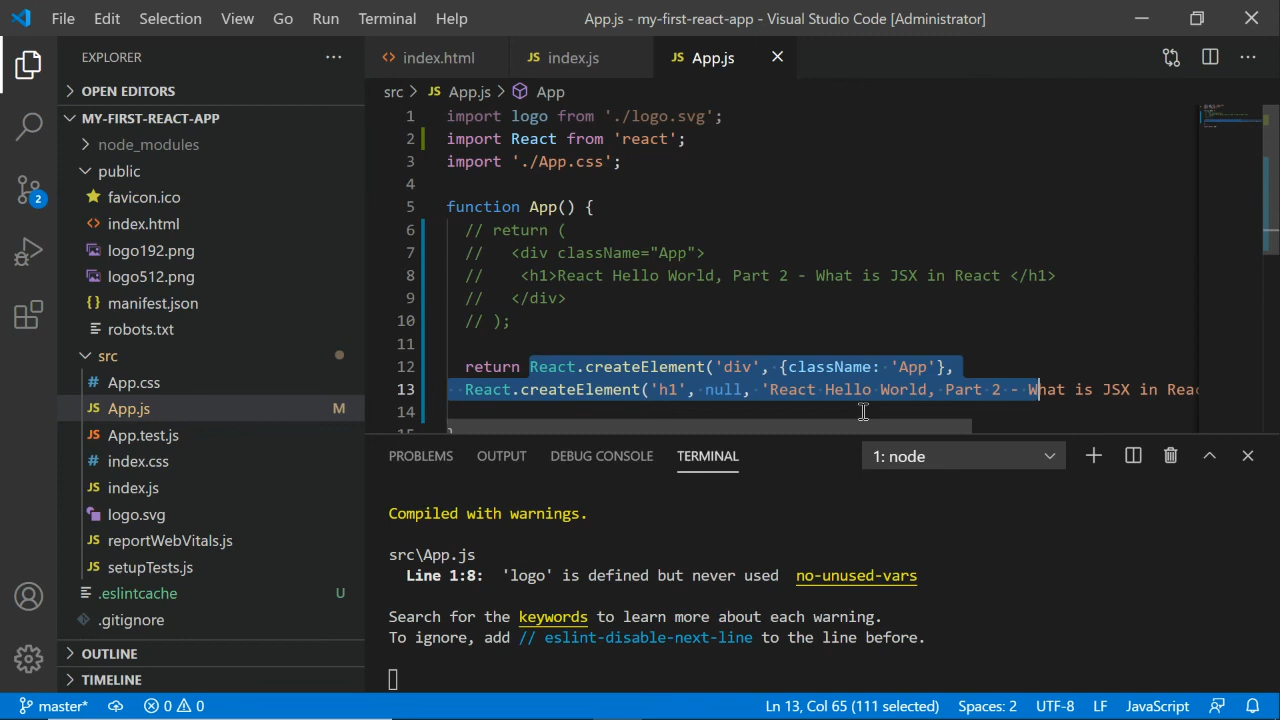 File Edit Selection View Go Run Terminal Help App.js - my-first-react-app - Visual Studio Code [Administrator]
EXPLORER
OPEN EDITORS
MY-FIRST-REACT-APP
node_modules
public
favicon.ico
index.html
logo192.png
logo512.png
manifest.json
robots.txt
src
App.css
App.js M
App.test.js
index.css
index.js
logo.svg
reportWebVitals.js
setupTests.js
.eslintcache U
.gitignore
OUTLINE
TIMELINE
2
index.html JS index.js JS App.js
src > JS App.js > App
1 import logo from './logo.svg';
2 import React from 'react';
3 import './App.css';
4
5 function App() {
6 // return (
7 // <div className="App">
8 // <h1>React Hello World, Part 2 - What is JSX in React </h1>
9 // </div>
10 // );
11
12 return React.createElement('div', {className: 'App'},
13 React.createElement('h1', null, 'React Hello World, Part 2 - What is JSX in Reac
14
PROBLEMS OUTPUT DEBUG CONSOLE TERMINAL 1: node
Compiled with warnings.
src\App.js
Line 1:8: 'logo' is defined but never used no-unused-vars
Search for the keywords to learn more about each warning.
To ignore, add // eslint-disable-next-line to the line before.
master* 0 0 Ln 13, Col 65 (111 selected) Spaces: 2 UTF-8 LF JavaScript